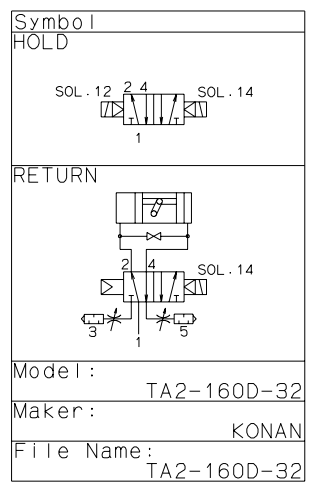 Symbol
HOLD
SOL.12 2 4 SOL.14
1
RETURN
2 4 SOL.14
3 1 5
Model:
TA2-160D-32
Maker:
KONAN
File Name:
TA2-160D-32